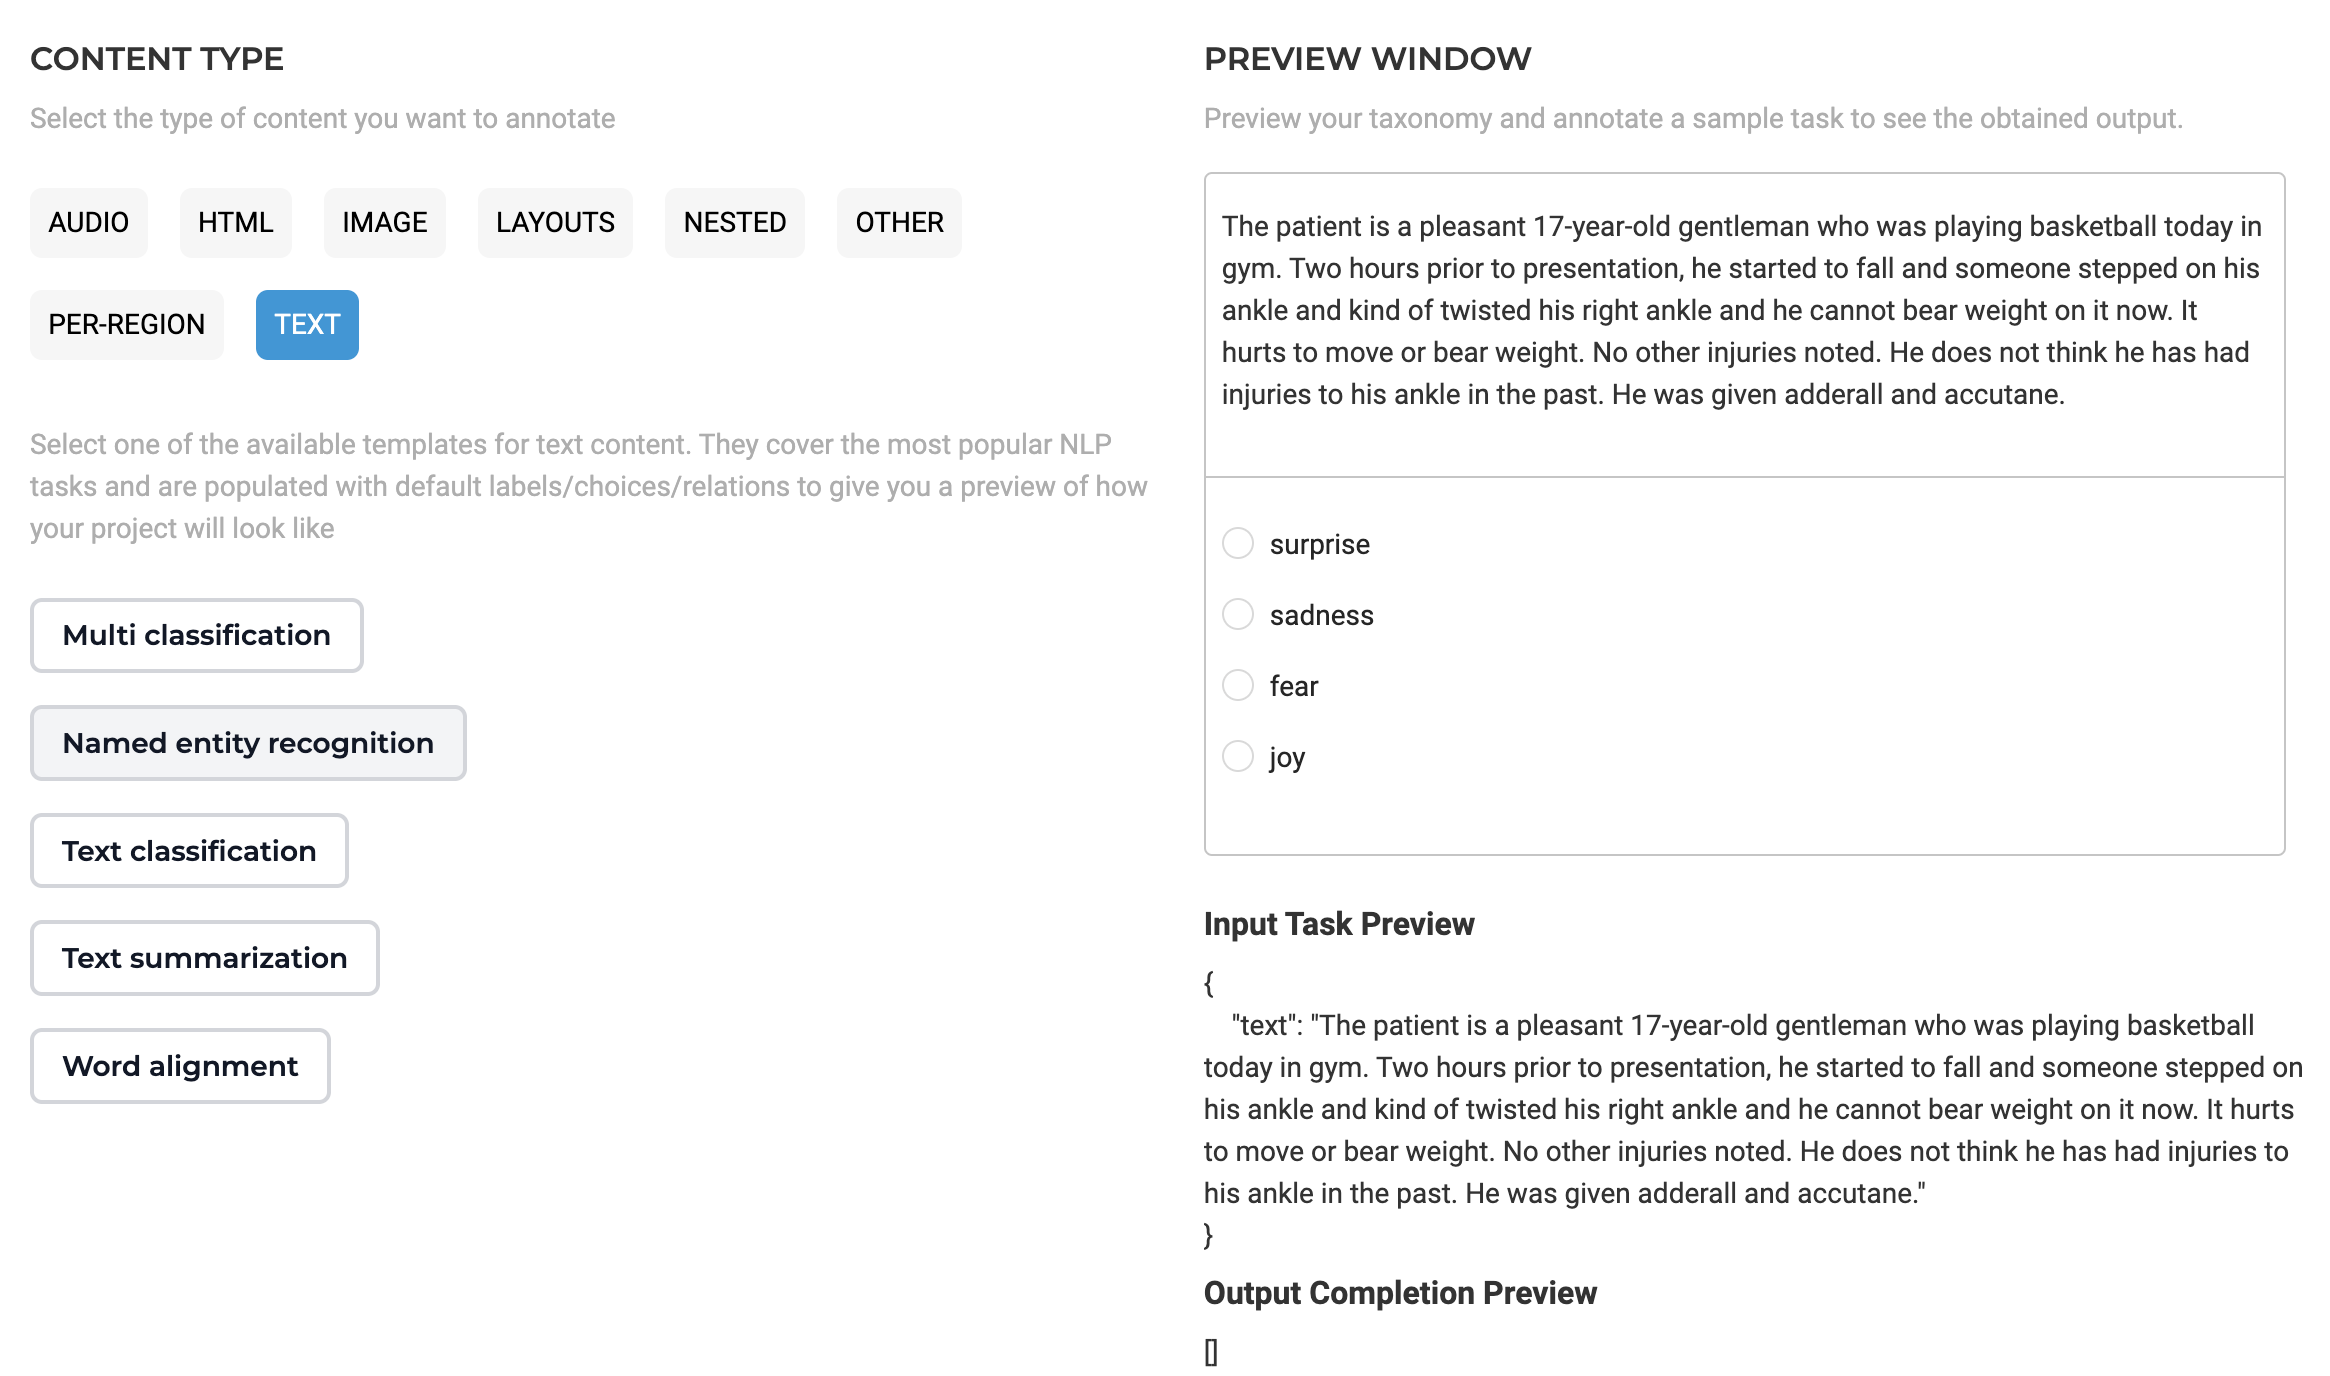 CONTENT TYPE
Select the type of content you want to annotate
AUDIO
HTML
IMAGE
LAYOUTS
NESTED
OTHER
PER-REGION
TEXT
Select one of the available templates for text content. They cover the most popular NLP
tasks and are populated with default labels/choices/relations to give you a preview of how
your project will look like
Multi classification
Named entity recognition
Text classification
Text summarization
Word alignment
PREVIEW WINDOW
Preview your taxonomy and annotate a sample task to see the obtained output.
The patient is a pleasant 17-year-old gentleman who was playing basketball today in
gym. Two hours prior to presentation, he started to fall and someone stepped on his
ankle and kind of twisted his right ankle and he cannot bear weight on it now. It
hurts to move or bear weight. No other injuries noted. He does not think he has had
injuries to his ankle in the past. He was given adderall and accutane.
surprise
sadness
fear
joy
Input Task Preview
{
"text": "The patient is a pleasant 17-year-old gentleman who was playing basketball
today in gym. Two hours prior to presentation, he started to fall and someone stepped on
his ankle and kind of twisted his right ankle and he cannot bear weight on it now. It hurts
to move or bear weight. No other injuries noted. He does not think he has had injuries to
his ankle in the past. He was given adderall and accutane."
}
Output Completion Preview
[]